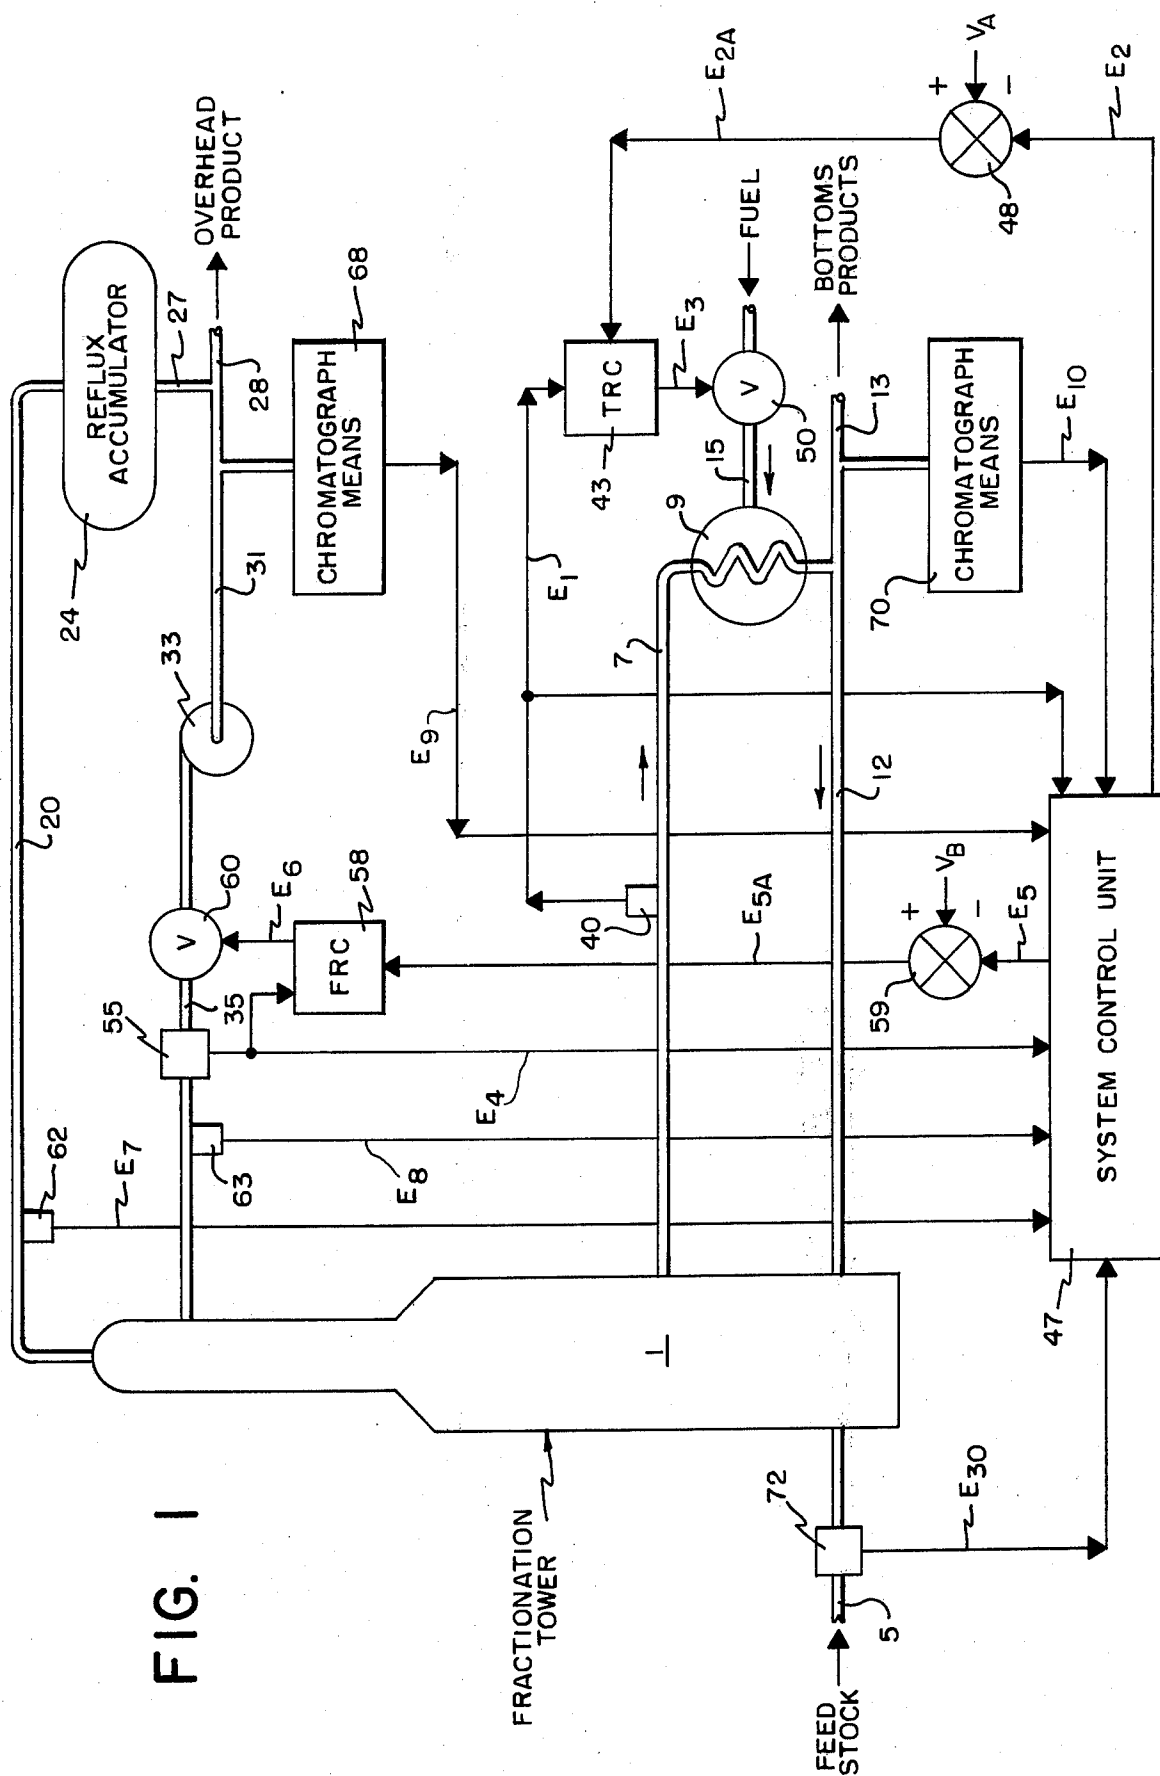 FIG. 1
20
REFLUX
ACCUMULATOR
24
27
OVERHEAD
PRODUCT
28
31
33
CHROMATOGRAPH
MEANS
68
E9
60
V
35
55
E6
FRC
58
62
E7
63
E8
E4
40
E1
43
TRC
E3
E2A
FUEL
V
50
15
9
7
12
13
BOTTOMS
PRODUCTS
CHROMATOGRAPH
MEANS
70
E10
+
VA
-
48
E2
E5A
+
VB
-
59
E5
SYSTEM CONTROL UNIT
47
FRACTIONATION
TOWER
1
72
E30
5
FEED
STOCK